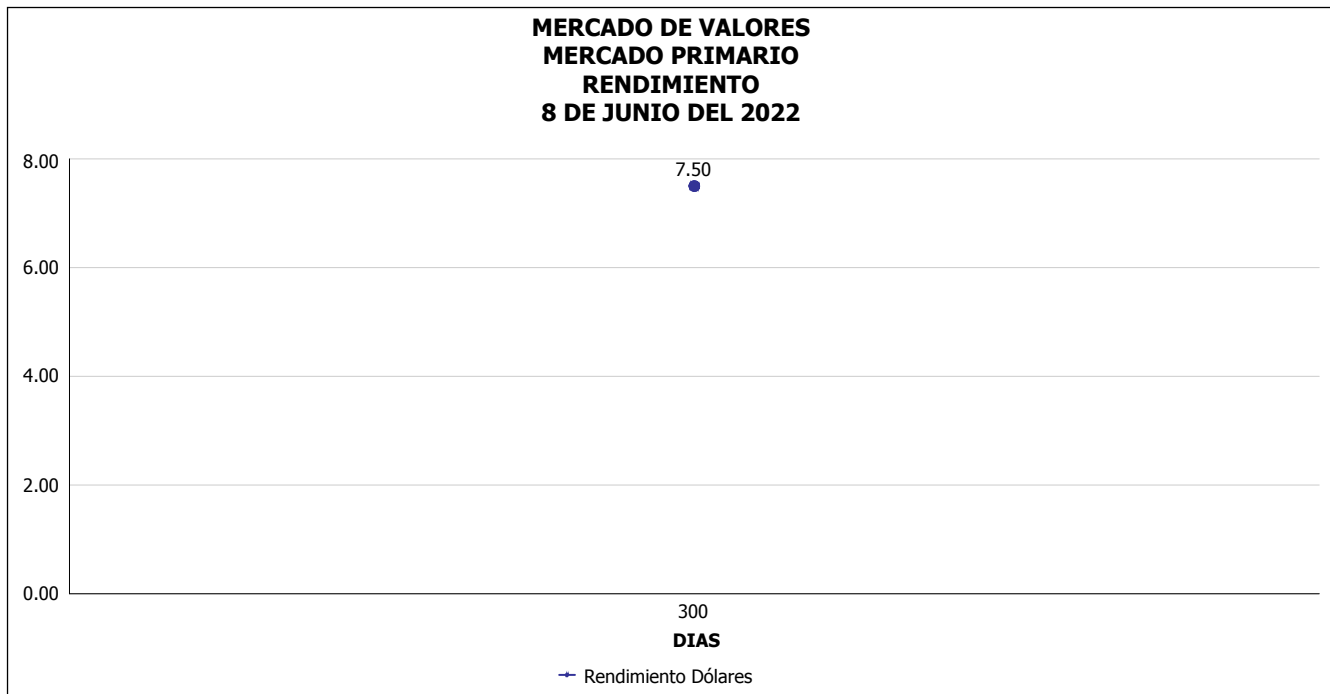 MERCADO DE VALORES
MERCADO PRIMARIO
RENDIMIENTO
8 DE JUNIO DEL 2022
8.00
7.50
6.00
4.00
2.00
0.00
300
DIAS
Rendimiento Dólares